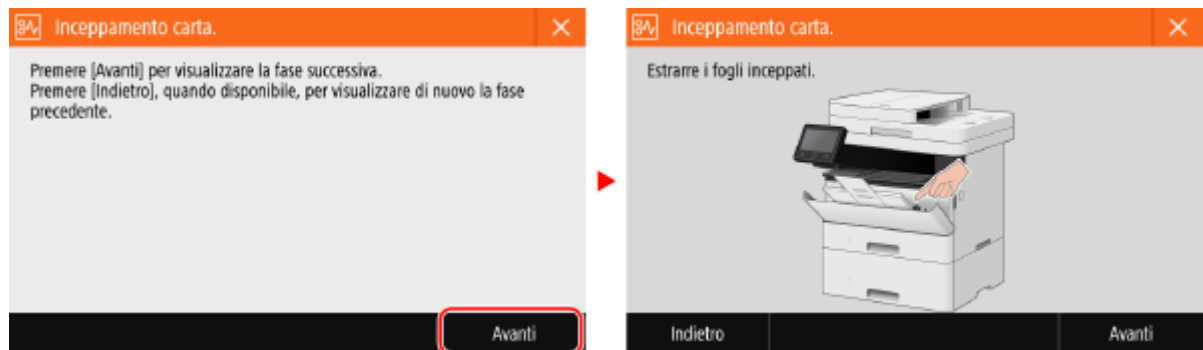 Inceppamento carta.
Premere [Avanti] per visualizzare la fase successiva.
Premere [Indietro], quando disponibile, per visualizzare di nuovo la fase
precedente.
Avanti
Inceppamento carta.
Estrarre i fogli inceppati.
Indietro
Avanti